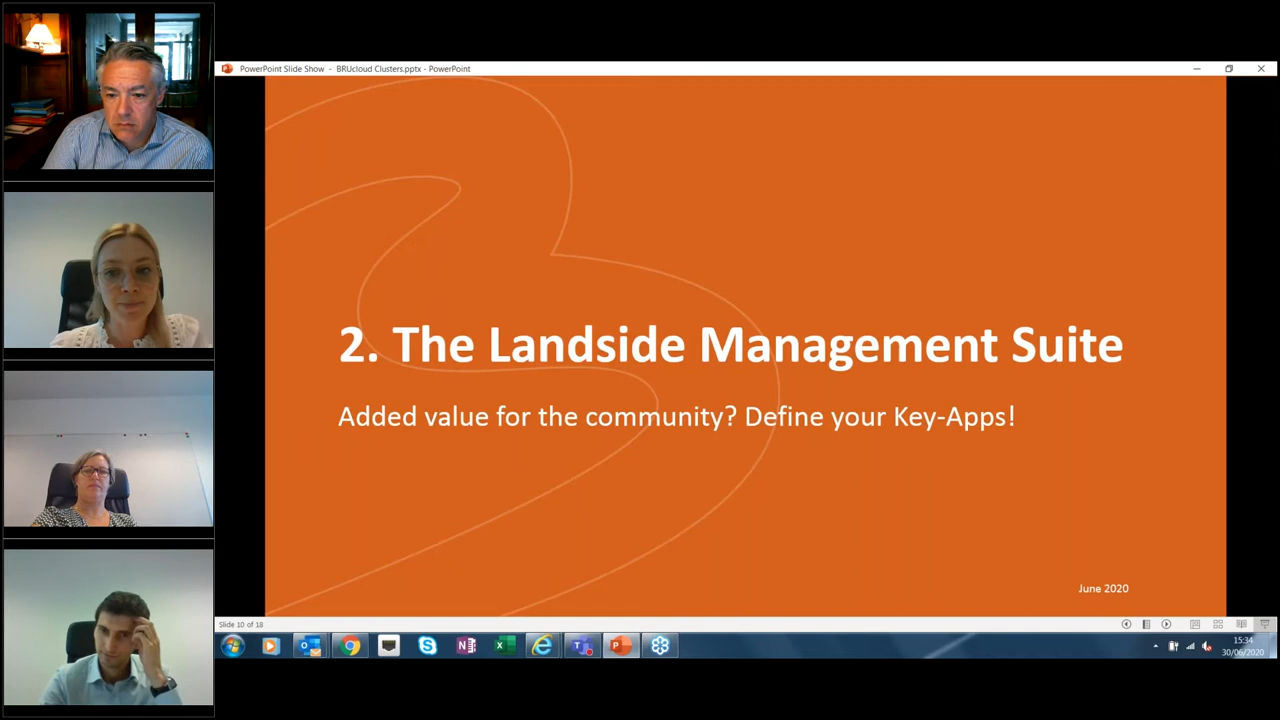 PowerPoint Slide Show - BRUcloud Clusters.pptx - PowerPoint
2. The Landside Management Suite
Added value for the community? Define your Key-Apps!
June 2020
Slide 10 of 18
15:34
30/06/2020